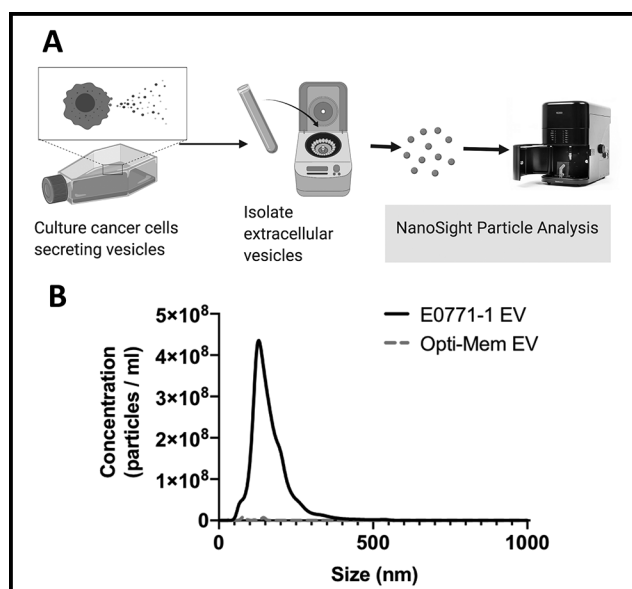 A
Culture cancer cells
secreting vesicles
Isolate
extracellular
vesicles
NanoSight Particle Analysis
B
Concentration
(particles / ml)
5×10⁸
4×10⁸
3×10⁸
2×10⁸
1×10⁸
0
E0771-1 EV
Opti-Mem EV
0
500
1000
Size (nm)